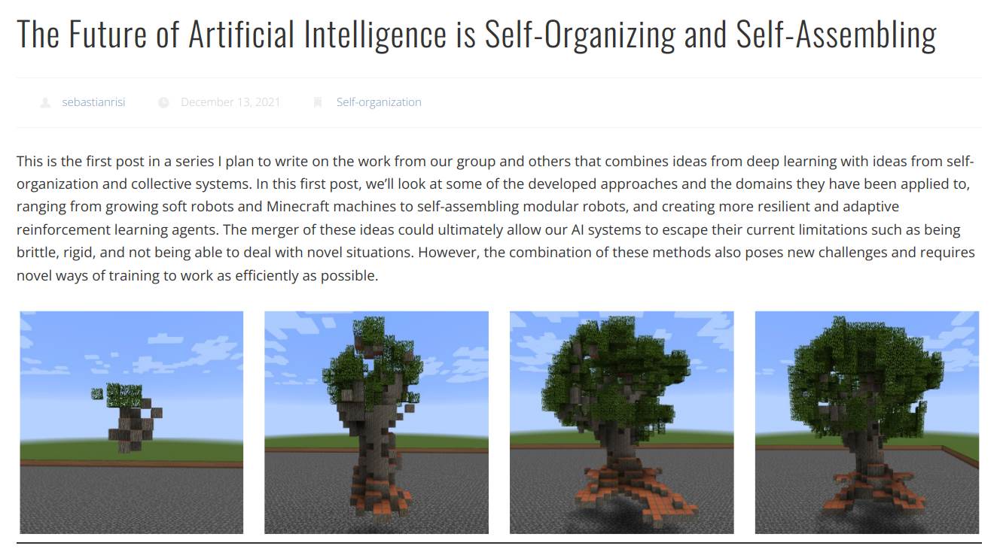 The Future of Artificial Intelligence is Self-Organizing and Self-Assembling
sebastianrisi
December 13, 2021
Self-organization
This is the first post in a series I plan to write on the work from our group and others that combines ideas from deep learning with ideas from self-
organization and collective systems. In this first post, we’ll look at some of the developed approaches and the domains they have been applied to,
ranging from growing soft robots and Minecraft machines to self-assembling modular robots, and creating more resilient and adaptive
reinforcement learning agents. The merger of these ideas could ultimately allow our AI systems to escape their current limitations such as being
brittle, rigid, and not being able to deal with novel situations. However, the combination of these methods also poses new challenges and requires
novel ways of training to work as efficiently as possible.